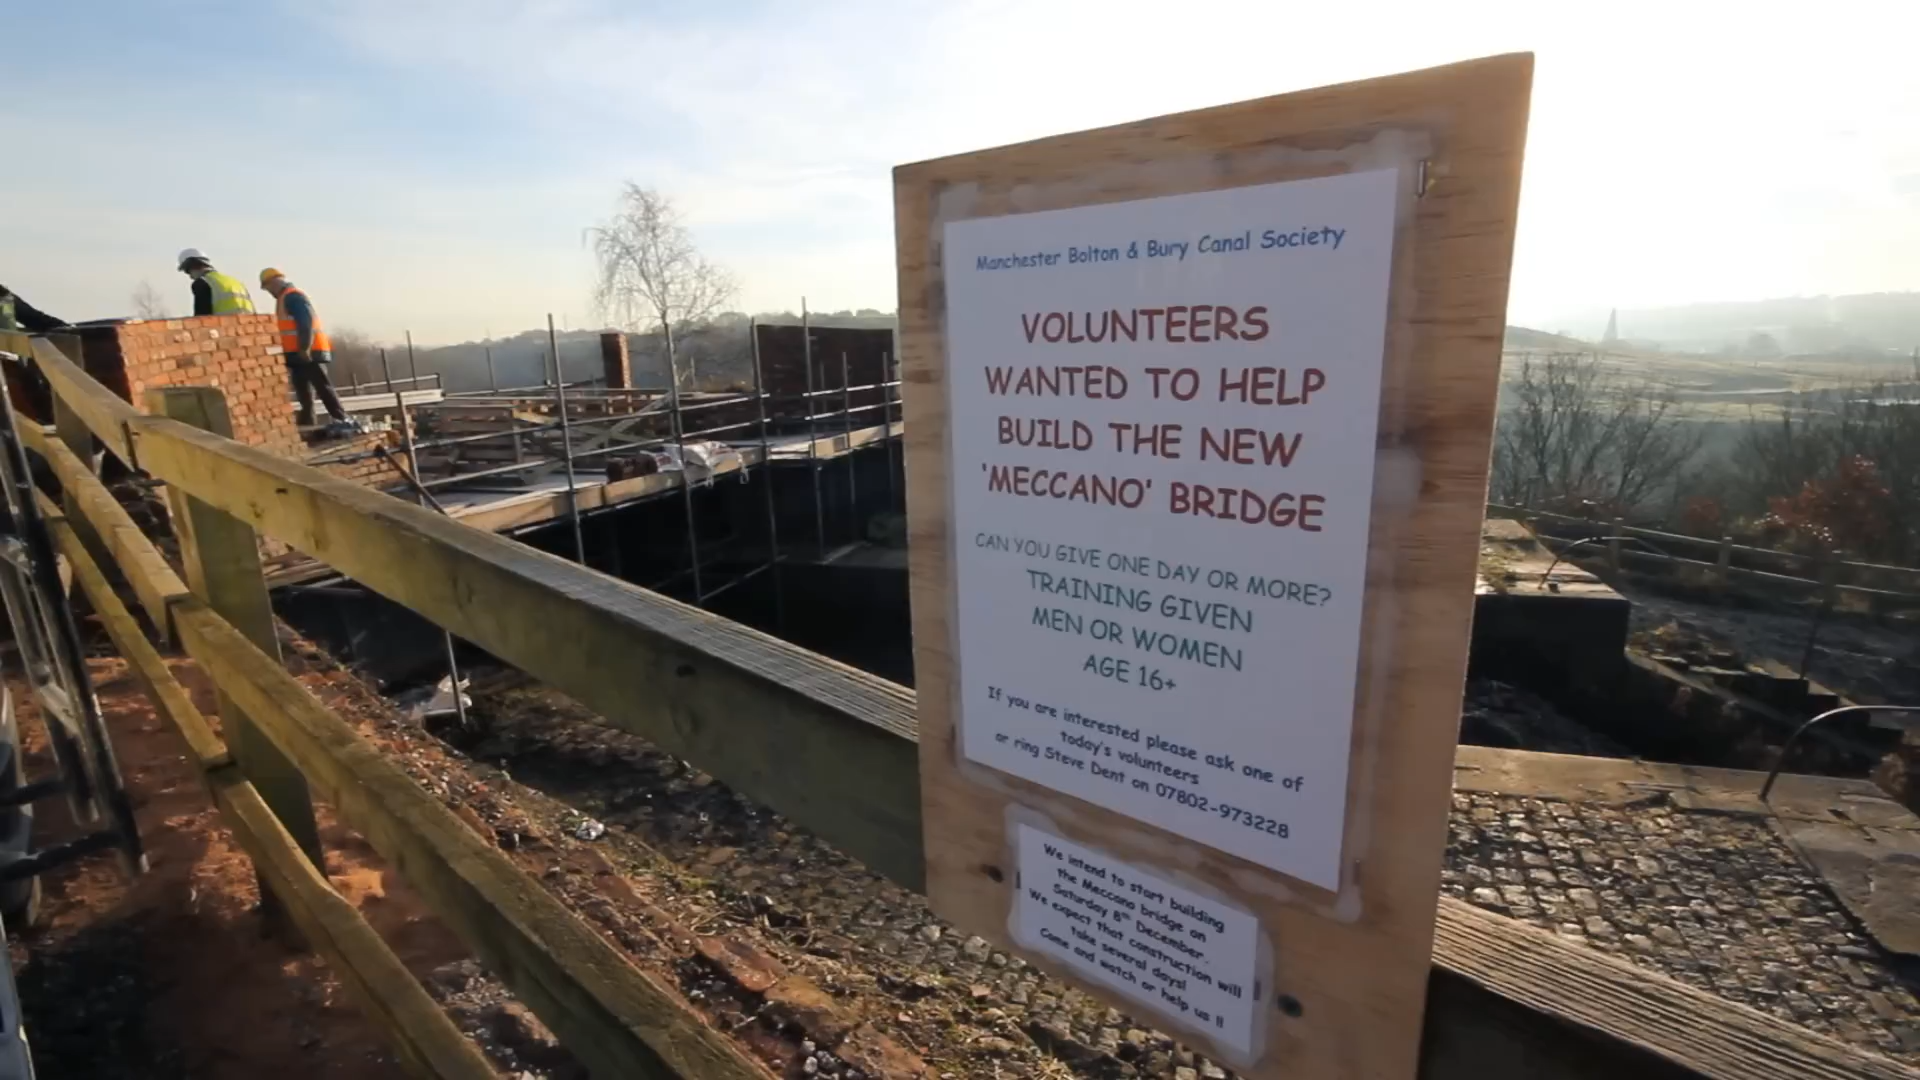 Manchester Bolton & Bury Canal Society
VOLUNTEERS
WANTED TO HELP
BUILD THE NEW
'MECCANO' BRIDGE
CAN YOU GIVE ONE DAY OR MORE?
TRAINING GIVEN
MEN OR WOMEN
AGE 16+
If you are interested please ask one of
today's volunteers
or ring Steve Dent on 07802-973228
We intend to start building
the Meccano bridge on
Saturday 8th December.
We expect that construction will
take several days!
Come and watch or help us !!